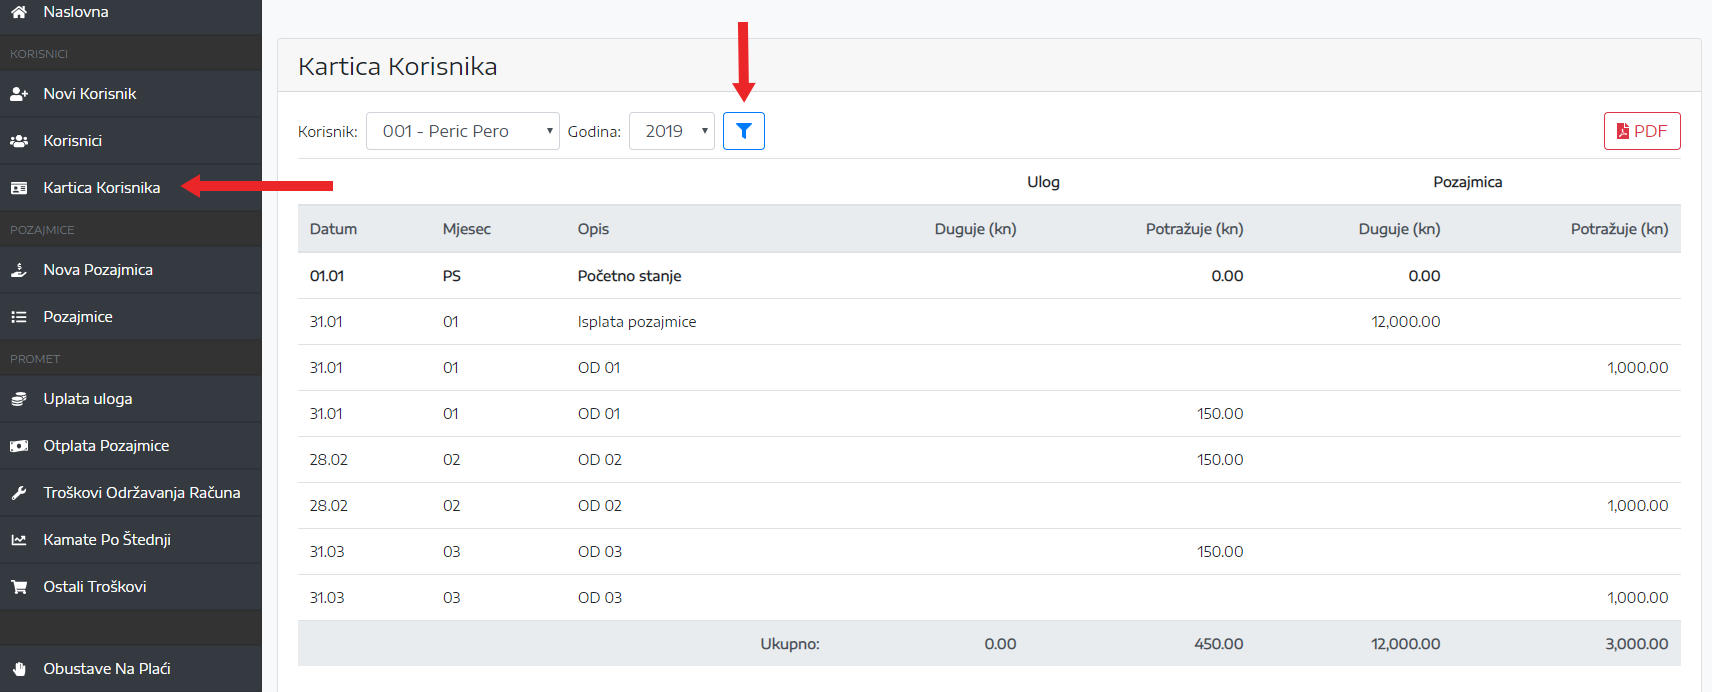 Naslovna
KORISNICI
Novi Korisnik
Korisnici
Kartica Korisnika
POZAJMICE
Nova Pozajmica
Pozajmice
PROMET
Uplata uloga
Otplata Pozajmice
Troškovi Održavanja Računa
Kamate Po Štednji
Ostali Troškovi
Obustave Na Plaći
Kartica Korisnika
Korisnik: 001 - Peric Pero Godina: 2019 PDF
Ulog Pozajmica
Datum Mjesec Opis Duguje (kn) Potražuje (kn) Duguje (kn) Potražuje (kn)
01.01 PS Početno stanje 0.00 0.00
31.01 01 Isplata pozajmice 12,000.00
31.01 01 OD 01 1,000.00
31.01 01 OD 01 150.00
28.02 02 OD 02 150.00
28.02 02 OD 02 1,000.00
31.03 03 OD 03 150.00
31.03 03 OD 03 1,000.00
Ukupno: 0.00 450.00 12,000.00 3,000.00